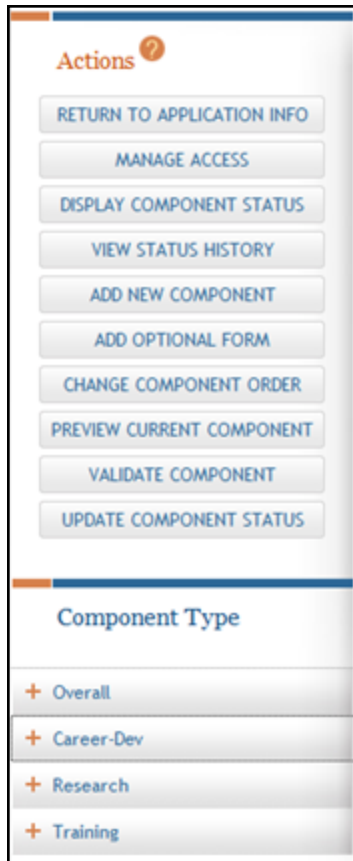 Actions ?
RETURN TO APPLICATION INFO
MANAGE ACCESS
DISPLAY COMPONENT STATUS
VIEW STATUS HISTORY
ADD NEW COMPONENT
ADD OPTIONAL FORM
CHANGE COMPONENT ORDER
PREVIEW CURRENT COMPONENT
VALIDATE COMPONENT
UPDATE COMPONENT STATUS
Component Type
+ Overall
+ Career-Dev
+ Research
+ Training